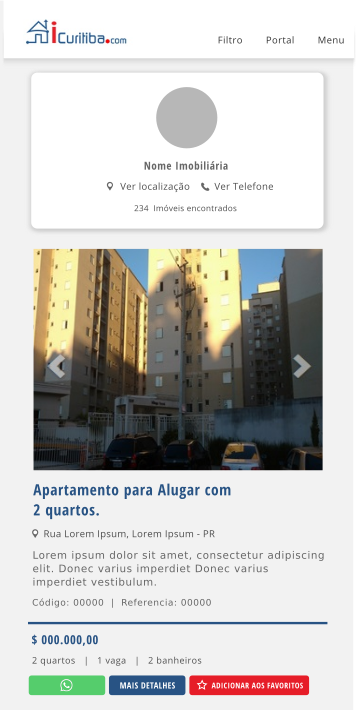 iCuritiba.com
Filtro Portal Menu
Nome Imobiliária
Ver localização Ver Telefone
234 Imóveis encontrados
Apartamento para Alugar com
2 quartos.
Rua Lorem Ipsum, Lorem Ipsum - PR
Lorem ipsum dolor sit amet, consectetur adipiscing
elit. Donec varius imperdiet Donec varius
imperdiet vestibulum.
Código: 00000 | Referencia: 00000
$ 000.000,00
2 quartos | 1 vaga | 2 banheiros
MAIS DETALHES ADICIONAR AOS FAVORITOS